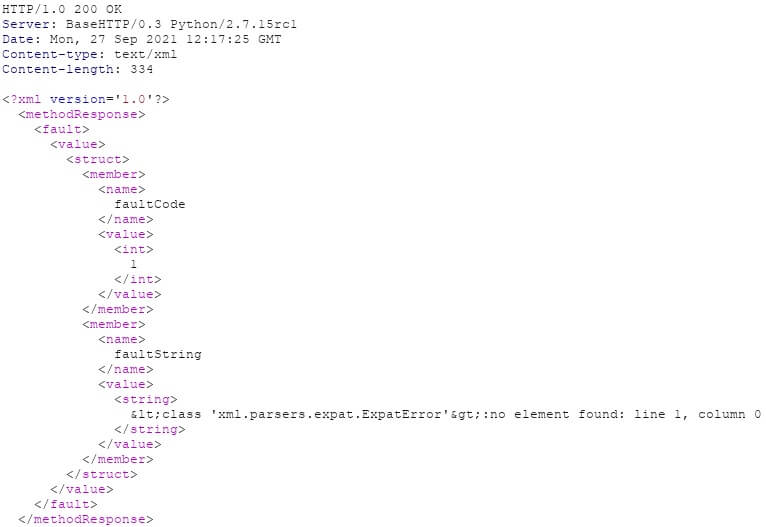 HTTP/1.0 200 OK
Server: BaseHTTP/0.3 Python/2.7.15rc1
Date: Mon, 27 Sep 2021 12:17:25 GMT
Content-type: text/xml
Content-length: 334

<?xml version='1.0'?>
  <methodResponse>
    <fault>
      <value>
        <struct>
          <member>
            <name>
              faultCode
            </name>
            <value>
              <int>
                1
              </int>
            </value>
          </member>
          <member>
            <name>
              faultString
            </name>
            <value>
              <string>
                &lt;class 'xml.parsers.expat.ExpatError'&gt;:no element found: line 1, column 0
              </string>
            </value>
          </member>
        </struct>
      </value>
    </fault>
  </methodResponse>